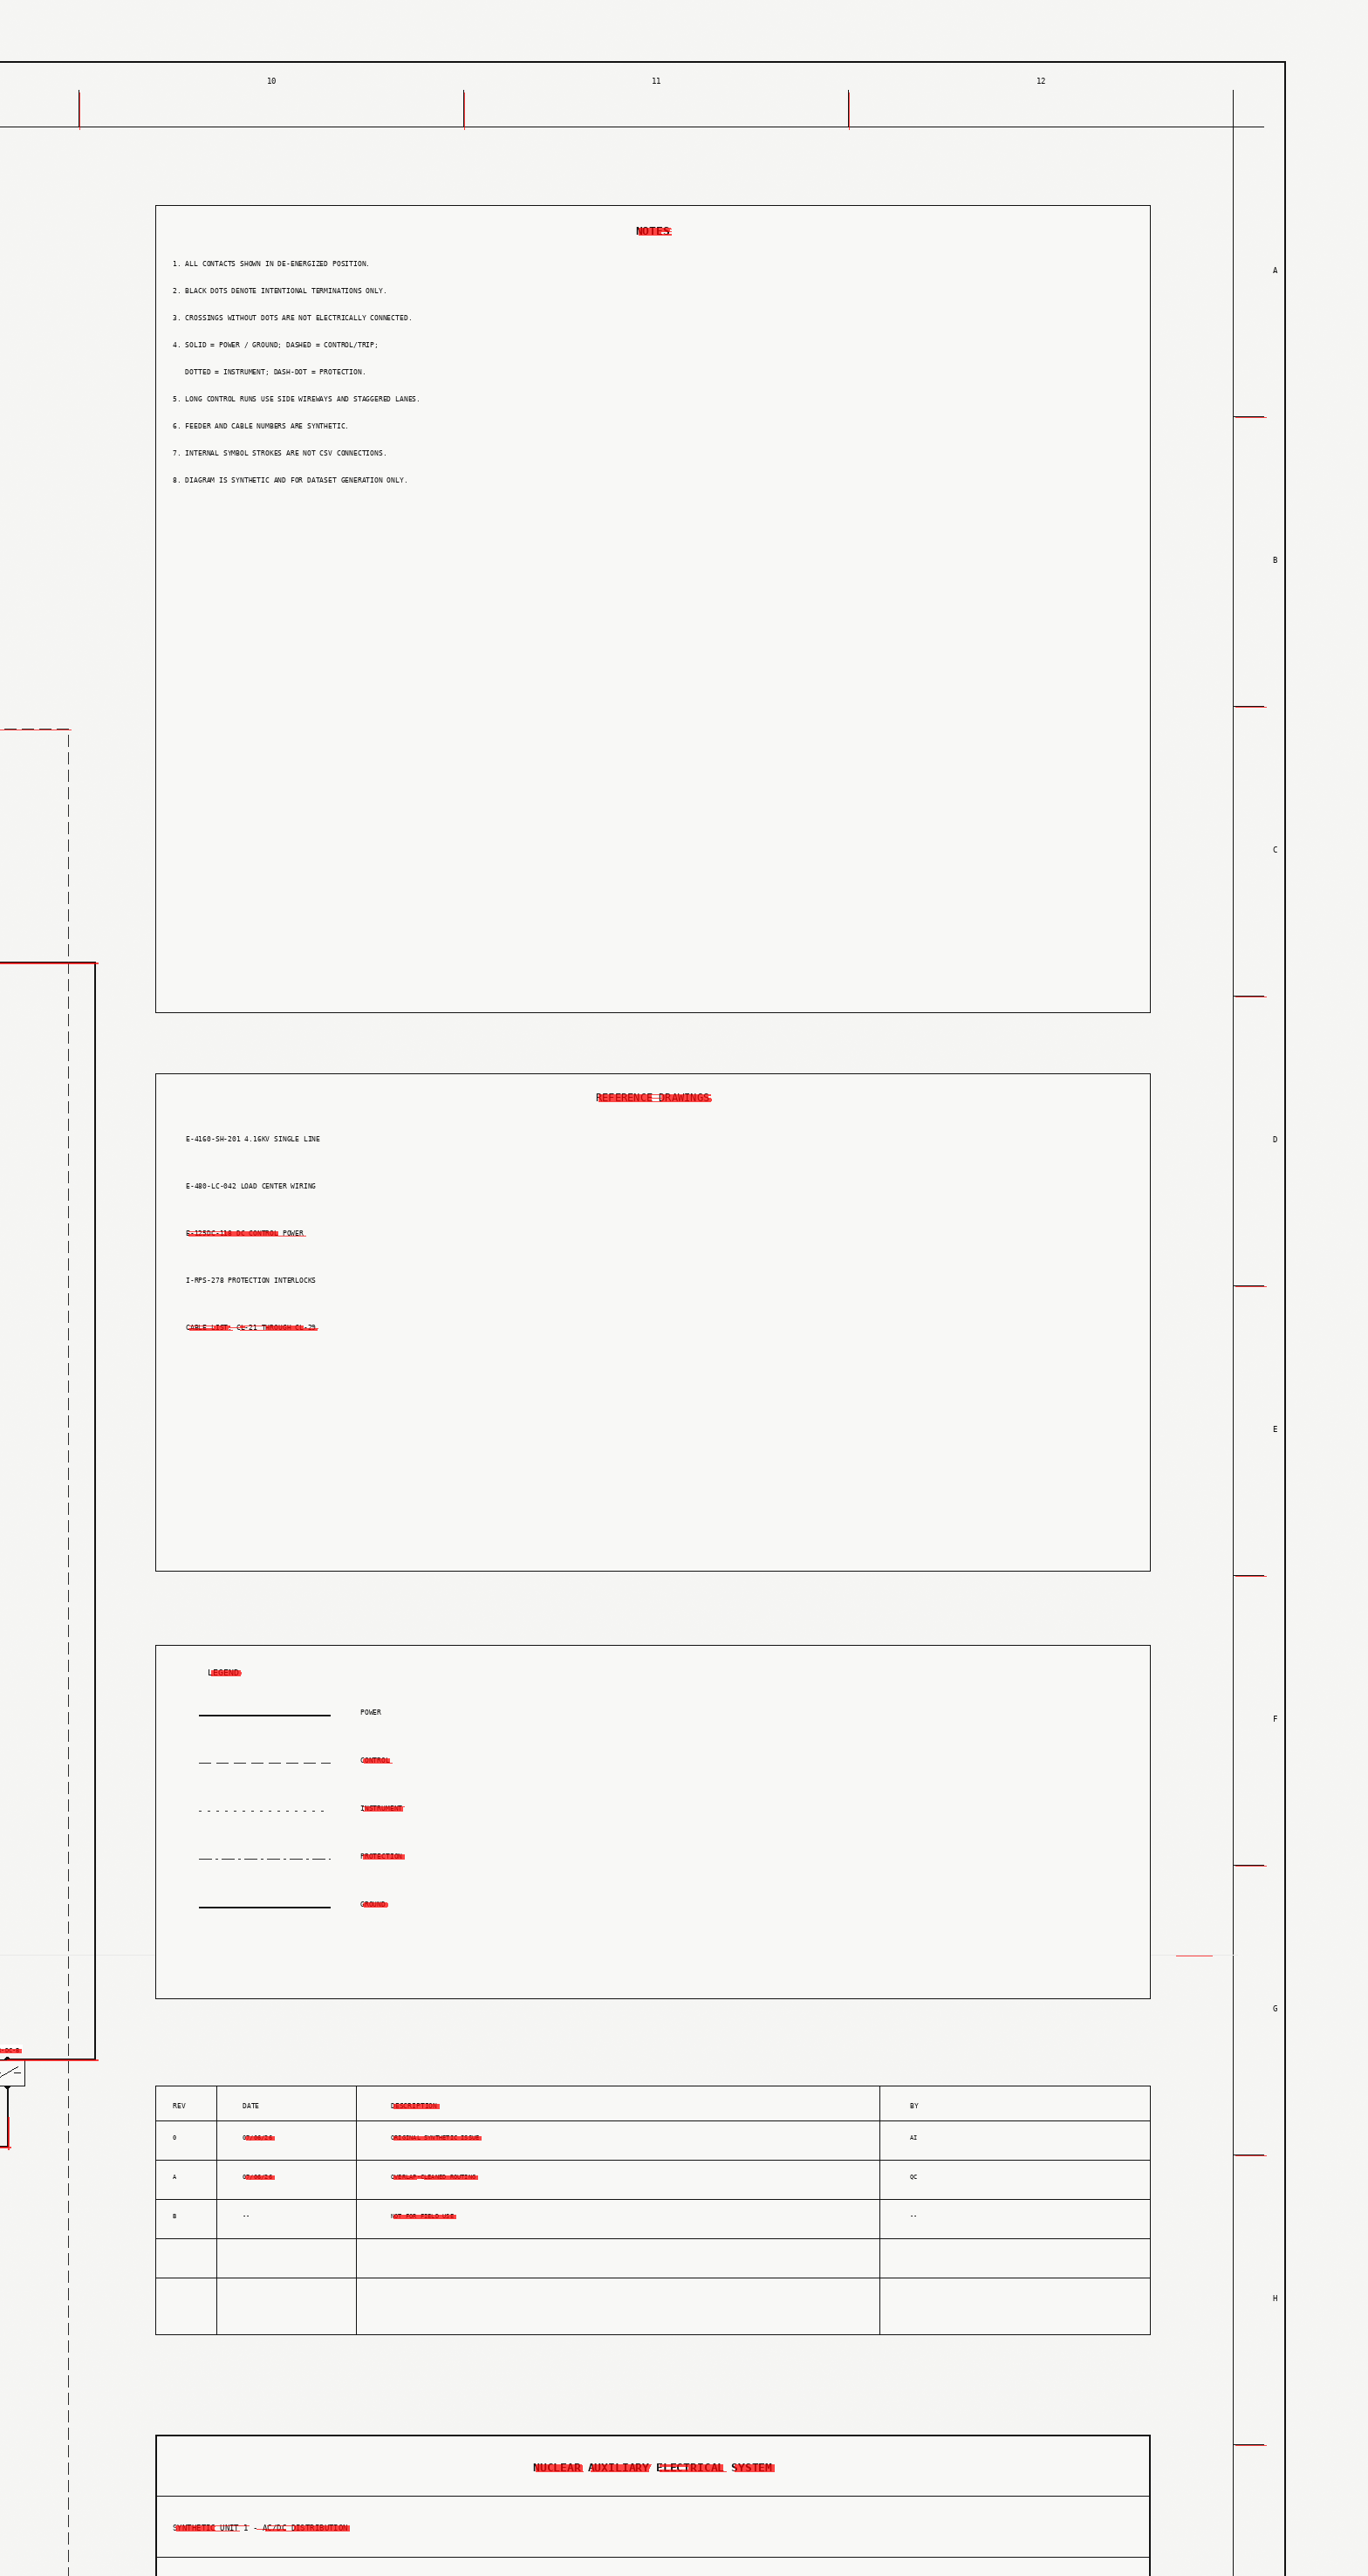 10 11 12
A
B
C
D
E
F
G
H
NOTES
1. ALL CONTACTS SHOWN IN DE-ENERGIZED POSITION.
2. BLACK DOTS DENOTE INTENTIONAL TERMINATIONS ONLY.
3. CROSSINGS WITHOUT DOTS ARE NOT ELECTRICALLY CONNECTED.
4. SOLID = POWER / GROUND; DASHED = CONTROL/TRIP;
DOTTED = INSTRUMENT; DASH-DOT = PROTECTION.
5. LONG CONTROL RUNS USE SIDE WIREWAYS AND STAGGERED LANES.
6. FEEDER AND CABLE NUMBERS ARE SYNTHETIC.
7. INTERNAL SYMBOL STROKES ARE NOT CSV CONNECTIONS.
8. DIAGRAM IS SYNTHETIC AND FOR DATASET GENERATION ONLY.
REFERENCE DRAWINGS
E-4160-SH-201 4.16KV SINGLE LINE
E-480-LC-042 LOAD CENTER WIRING
E-125DC-118 DC CONTROL POWER
I-RPS-278 PROTECTION INTERLOCKS
CABLE LIST: CL-21 THROUGH CL-29
LEGEND
POWER
CONTROL
INSTRUMENT
PROTECTION
GROUND
REV DATE DESCRIPTION BY
0 ORIGINAL SYNTHETIC ISSUE AI
A OVERLAP-CLEANED ROUTING QC
B -- NOT FOR FIELD USE --
NUCLEAR AUXILIARY ELECTRICAL SYSTEM
SYNTHETIC UNIT 1 - AC/DC DISTRIBUTION